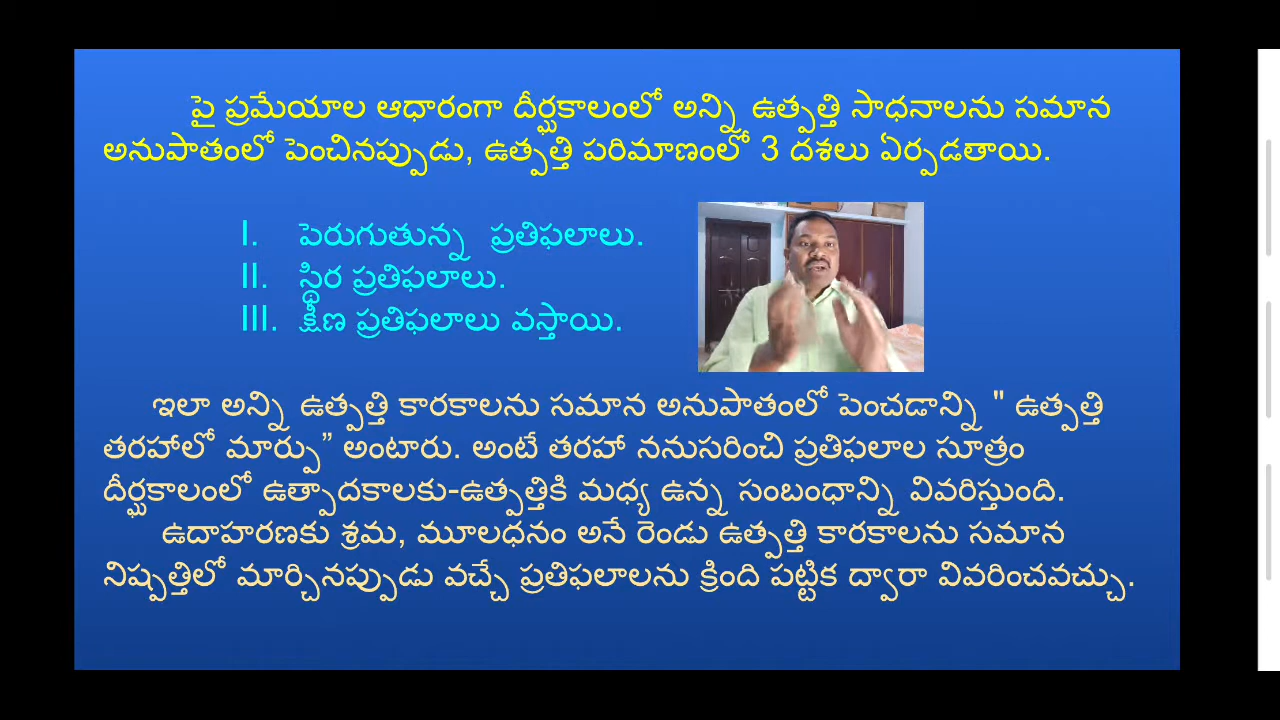 పై ప్రమేయాల ఆధారంగా దీర్ఘకాలంలో అన్ని ఉత్పత్తి సాధనాలను సమాన
అనుపాతంలో పెంచినప్పుడు, ఉత్పత్తి పరిమాణంలో 3 దశలు ఏర్పడతాయి.
I. పెరుగుతున్న ప్రతిఫలాలు.
II. స్థిర ప్రతిఫలాలు.
III. క్షీణ ప్రతిఫలాలు వస్తాయి.
ఇలా అన్ని ఉత్పత్తి కారకాలను సమాన అనుపాతంలో పెంచడాన్ని " ఉత్పత్తి
తరహాలో మార్పు” అంటారు. అంటే తరహా ననుసరించి ప్రతిఫలాల సూత్రం
దీర్ఘకాలంలో ఉత్పాదకాలకు-ఉత్పత్తికి మధ్య ఉన్న సంబంధాన్ని వివరిస్తుంది.
ఉదాహరణకు శ్రమ, మూలధనం అనే రెండు ఉత్పత్తి కారకాలను సమాన
నిష్పత్తిలో మార్చినప్పుడు వచ్చే ప్రతిఫలాలను క్రింది పట్టిక ద్వారా వివరించవచ్చు.